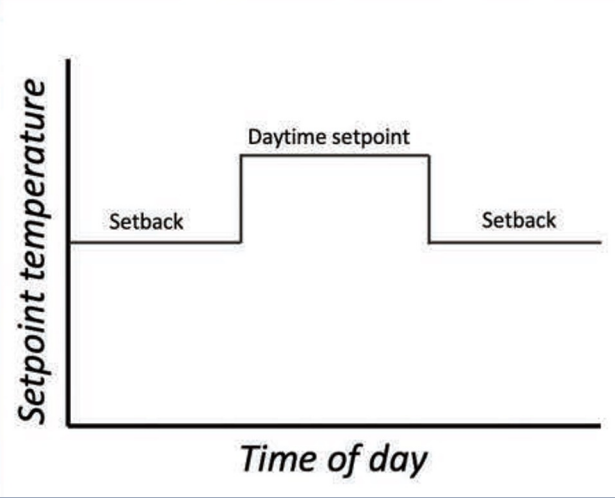 Setpoint temperature
Daytime setpoint
Setback
Setback
Time of day